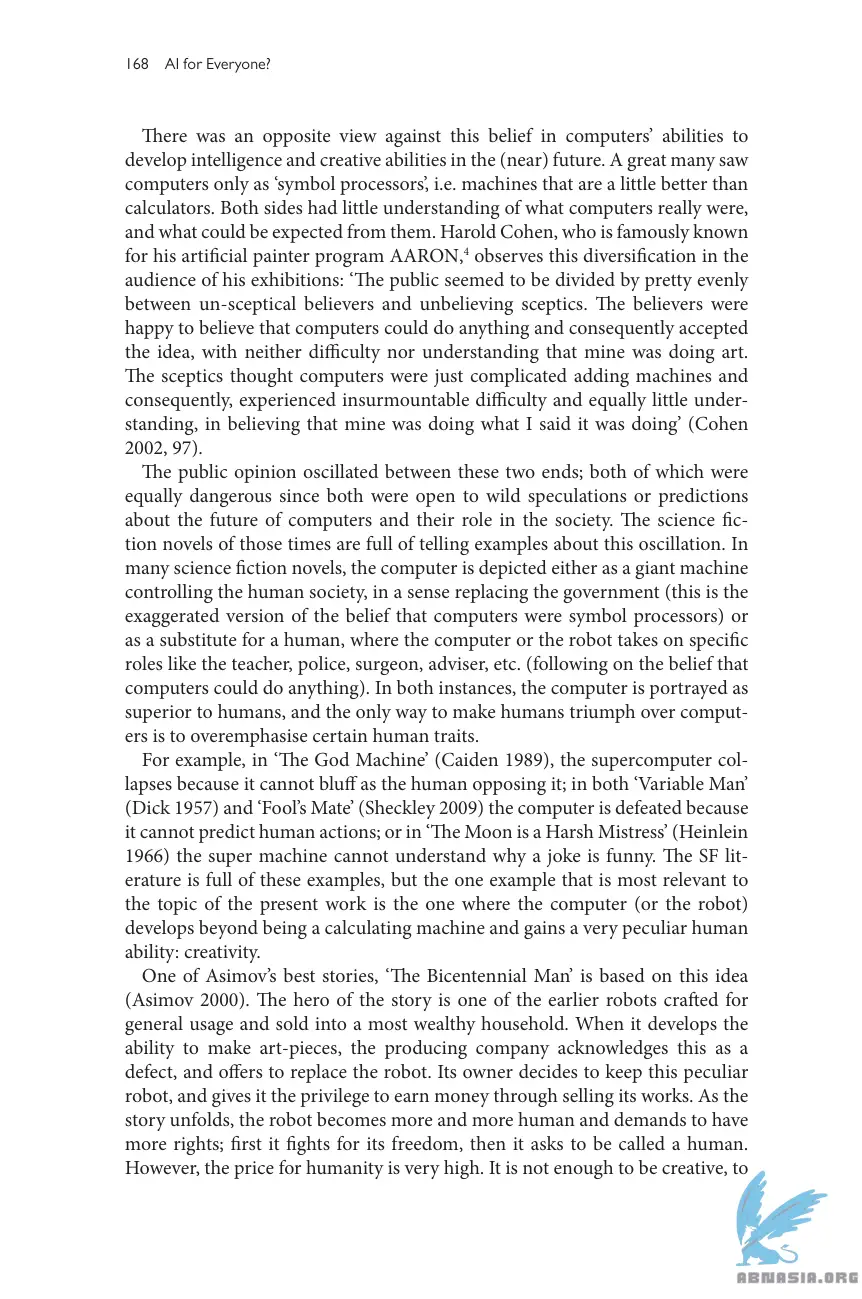 168 AI for Everyone?
There was an opposite view against this belief in computers’ abilities to
develop intelligence and creative abilities in the (near) future. A great many saw
computers only as ‘symbol processors’, i.e. machines that are a little better than
calculators. Both sides had little understanding of what computers really were,
and what could be expected from them. Harold Cohen, who is famously known
for his artificial painter program AARON,4 observes this diversification in the
audience of his exhibitions: ‘The public seemed to be divided by pretty evenly
between un-sceptical believers and unbelieving sceptics. The believers were
happy to believe that computers could do anything and consequently accepted
the idea, with neither difficulty nor understanding that mine was doing art.
The sceptics thought computers were just complicated adding machines and
consequently, experienced insurmountable difficulty and equally little under-
standing, in believing that mine was doing what I said it was doing’ (Cohen
2002, 97).
The public opinion oscillated between these two ends; both of which were
equally dangerous since both were open to wild speculations or predictions
about the future of computers and their role in the society. The science fic-
tion novels of those times are full of telling examples about this oscillation. In
many science fiction novels, the computer is depicted either as a giant machine
controlling the human society, in a sense replacing the government (this is the
exaggerated version of the belief that computers were symbol processors) or
as a substitute for a human, where the computer or the robot takes on specific
roles like the teacher, police, surgeon, adviser, etc. (following on the belief that
computers could do anything). In both instances, the computer is portrayed as
superior to humans, and the only way to make humans triumph over comput-
ers is to overemphasise certain human traits.
For example, in ‘The God Machine’ (Caiden 1989), the supercomputer col-
lapses because it cannot bluff as the human opposing it; in both ‘Variable Man’
(Dick 1957) and ‘Fool’s Mate’ (Sheckley 2009) the computer is defeated because
it cannot predict human actions; or in ‘The Moon is a Harsh Mistress’ (Heinlein
1966) the super machine cannot understand why a joke is funny. The SF lit-
erature is full of these examples, but the one example that is most relevant to
the topic of the present work is the one where the computer (or the robot)
develops beyond being a calculating machine and gains a very peculiar human
ability: creativity.
One of Asimov’s best stories, ‘The Bicentennial Man’ is based on this idea
(Asimov 2000). The hero of the story is one of the earlier robots crafted for
general usage and sold into a most wealthy household. When it develops the
ability to make art-pieces, the producing company acknowledges this as a
defect, and offers to replace the robot. Its owner decides to keep this peculiar
robot, and gives it the privilege to earn money through selling its works. As the
story unfolds, the robot becomes more and more human and demands to have
more rights; first it fights for its freedom, then it asks to be called a human.
However, the price for humanity is very high. It is not enough to be creative, to
ABNASIA.ORG